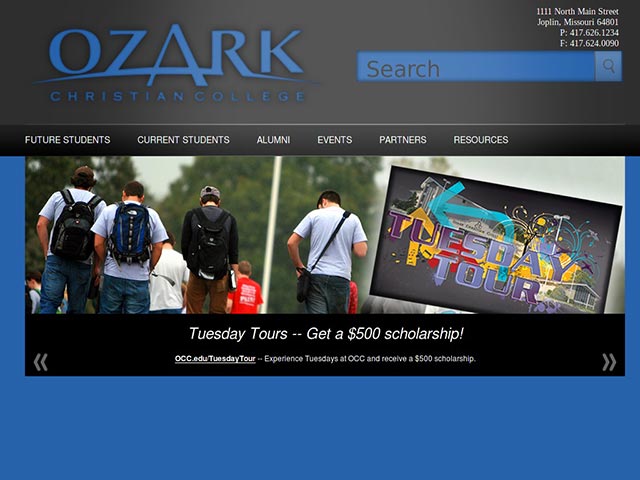 OZARK
CHRISTIAN COLLEGE
1111 North Main Street
Joplin, Missouri 64801
P: 417.626.1234
F: 417.624.0090
Search
FUTURE STUDENTS CURRENT STUDENTS ALUMNI EVENTS PARTNERS RESOURCES
TUESDAY
TOUR
Tuesday Tours -- Get a $500 scholarship!
OCC.edu/TuesdayTour -- Experience Tuesdays at OCC and receive a $500 scholarship.